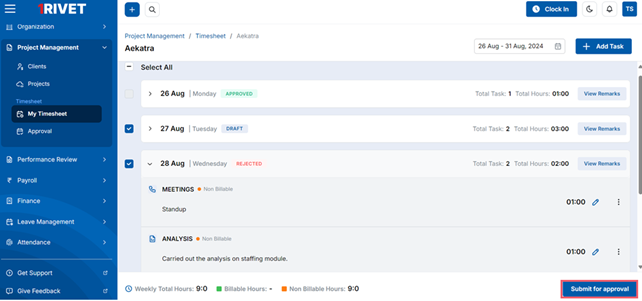 1RIVET
Clock In
TS
Organization
Project Management
Clients
Projects
Timesheet
My Timesheet
Approval
Performance Review
Payroll
Finance
Leave Management
Attendance
Get Support
Give Feedback
Project Management / Timesheet / Aekatra
Aekatra
26 Aug - 31 Aug, 2024
+ Add Task
Select All
26 Aug | Monday APPROVED Total Task: 1 Total Hours: 01:00 View Remarks
27 Aug | Tuesday DRAFT Total Task: 2 Total Hours: 03:00 View Remarks
28 Aug | Wednesday REJECTED Total Task: 2 Total Hours: 02:00 View Remarks
MEETINGS Non Billable
Standup
01:00
ANALYSIS Non Billable
Carried out the analysis on staffing module.
01:00
Weekly Total Hours: 9:0 Billable Hours: - Non Billable Hours: 9:0 Submit for approval